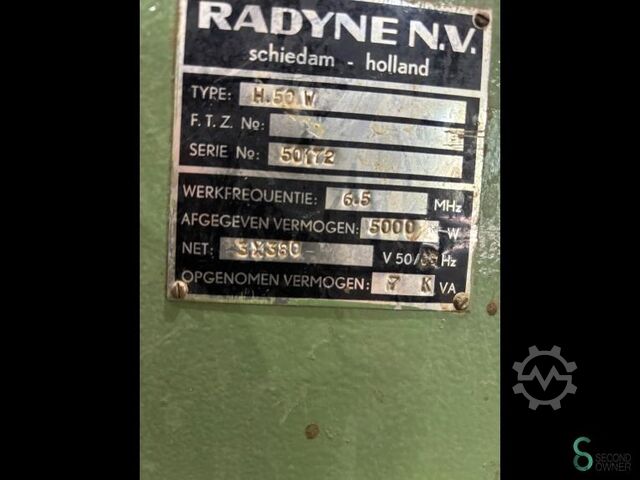 RADYNE N.V.
schiedam - holland
TYPE: H.50.W
F.T.Z. No:
SERIE No: 50172
WERKFREQUENTIE: 6.5 MHz
AFGEGEVEN VERMOGEN: 5000 W
NET: 3X380- V 50/60 Hz
OPGENOMEN VERMOGEN: 7 K VA
SECOND
OWNER